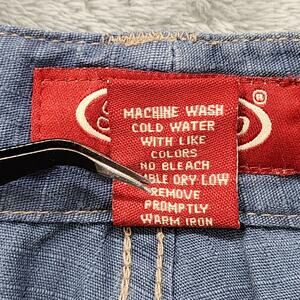 MACHINE WASH
COLD WATER
WITH LIKE
COLORS
NO BLEACH
DRY LOW
REMOVE
PROMPTLY
WARM IRON
®